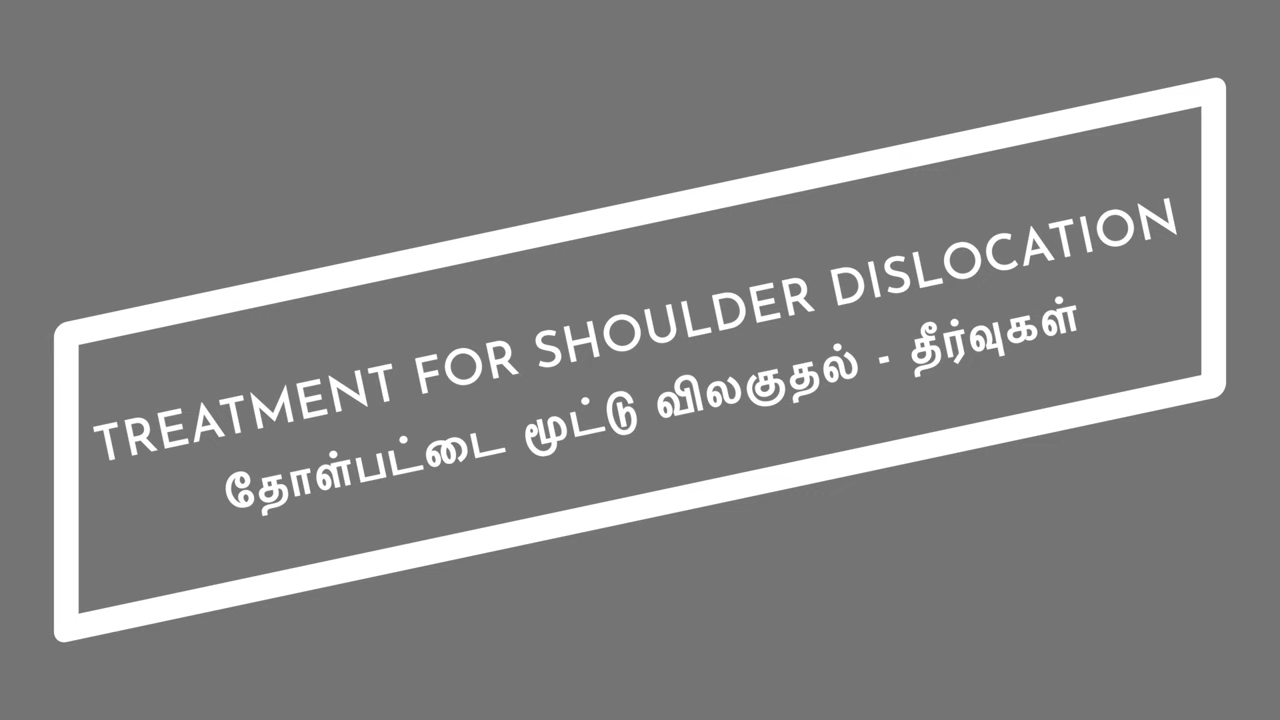 TREATMENT FOR SHOULDER DISLOCATION
தோள்பட்டை மூட்டு விலகுதல் - தீர்வுகள்